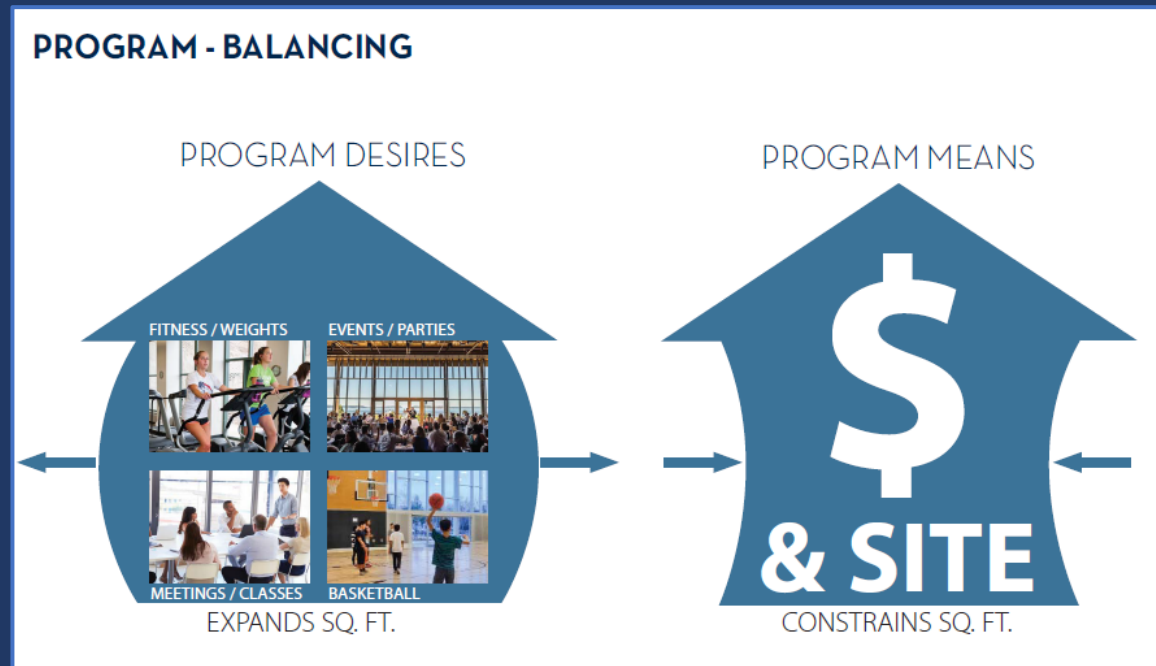 PROGRAM - BALANCING
PROGRAM DESIRES
FITNESS / WEIGHTS
EVENTS / PARTIES
MEETINGS / CLASSES
BASKETBALL
EXPANDS SQ. FT.
PROGRAM MEANS
$
& SITE
CONSTRAINS SQ. FT.